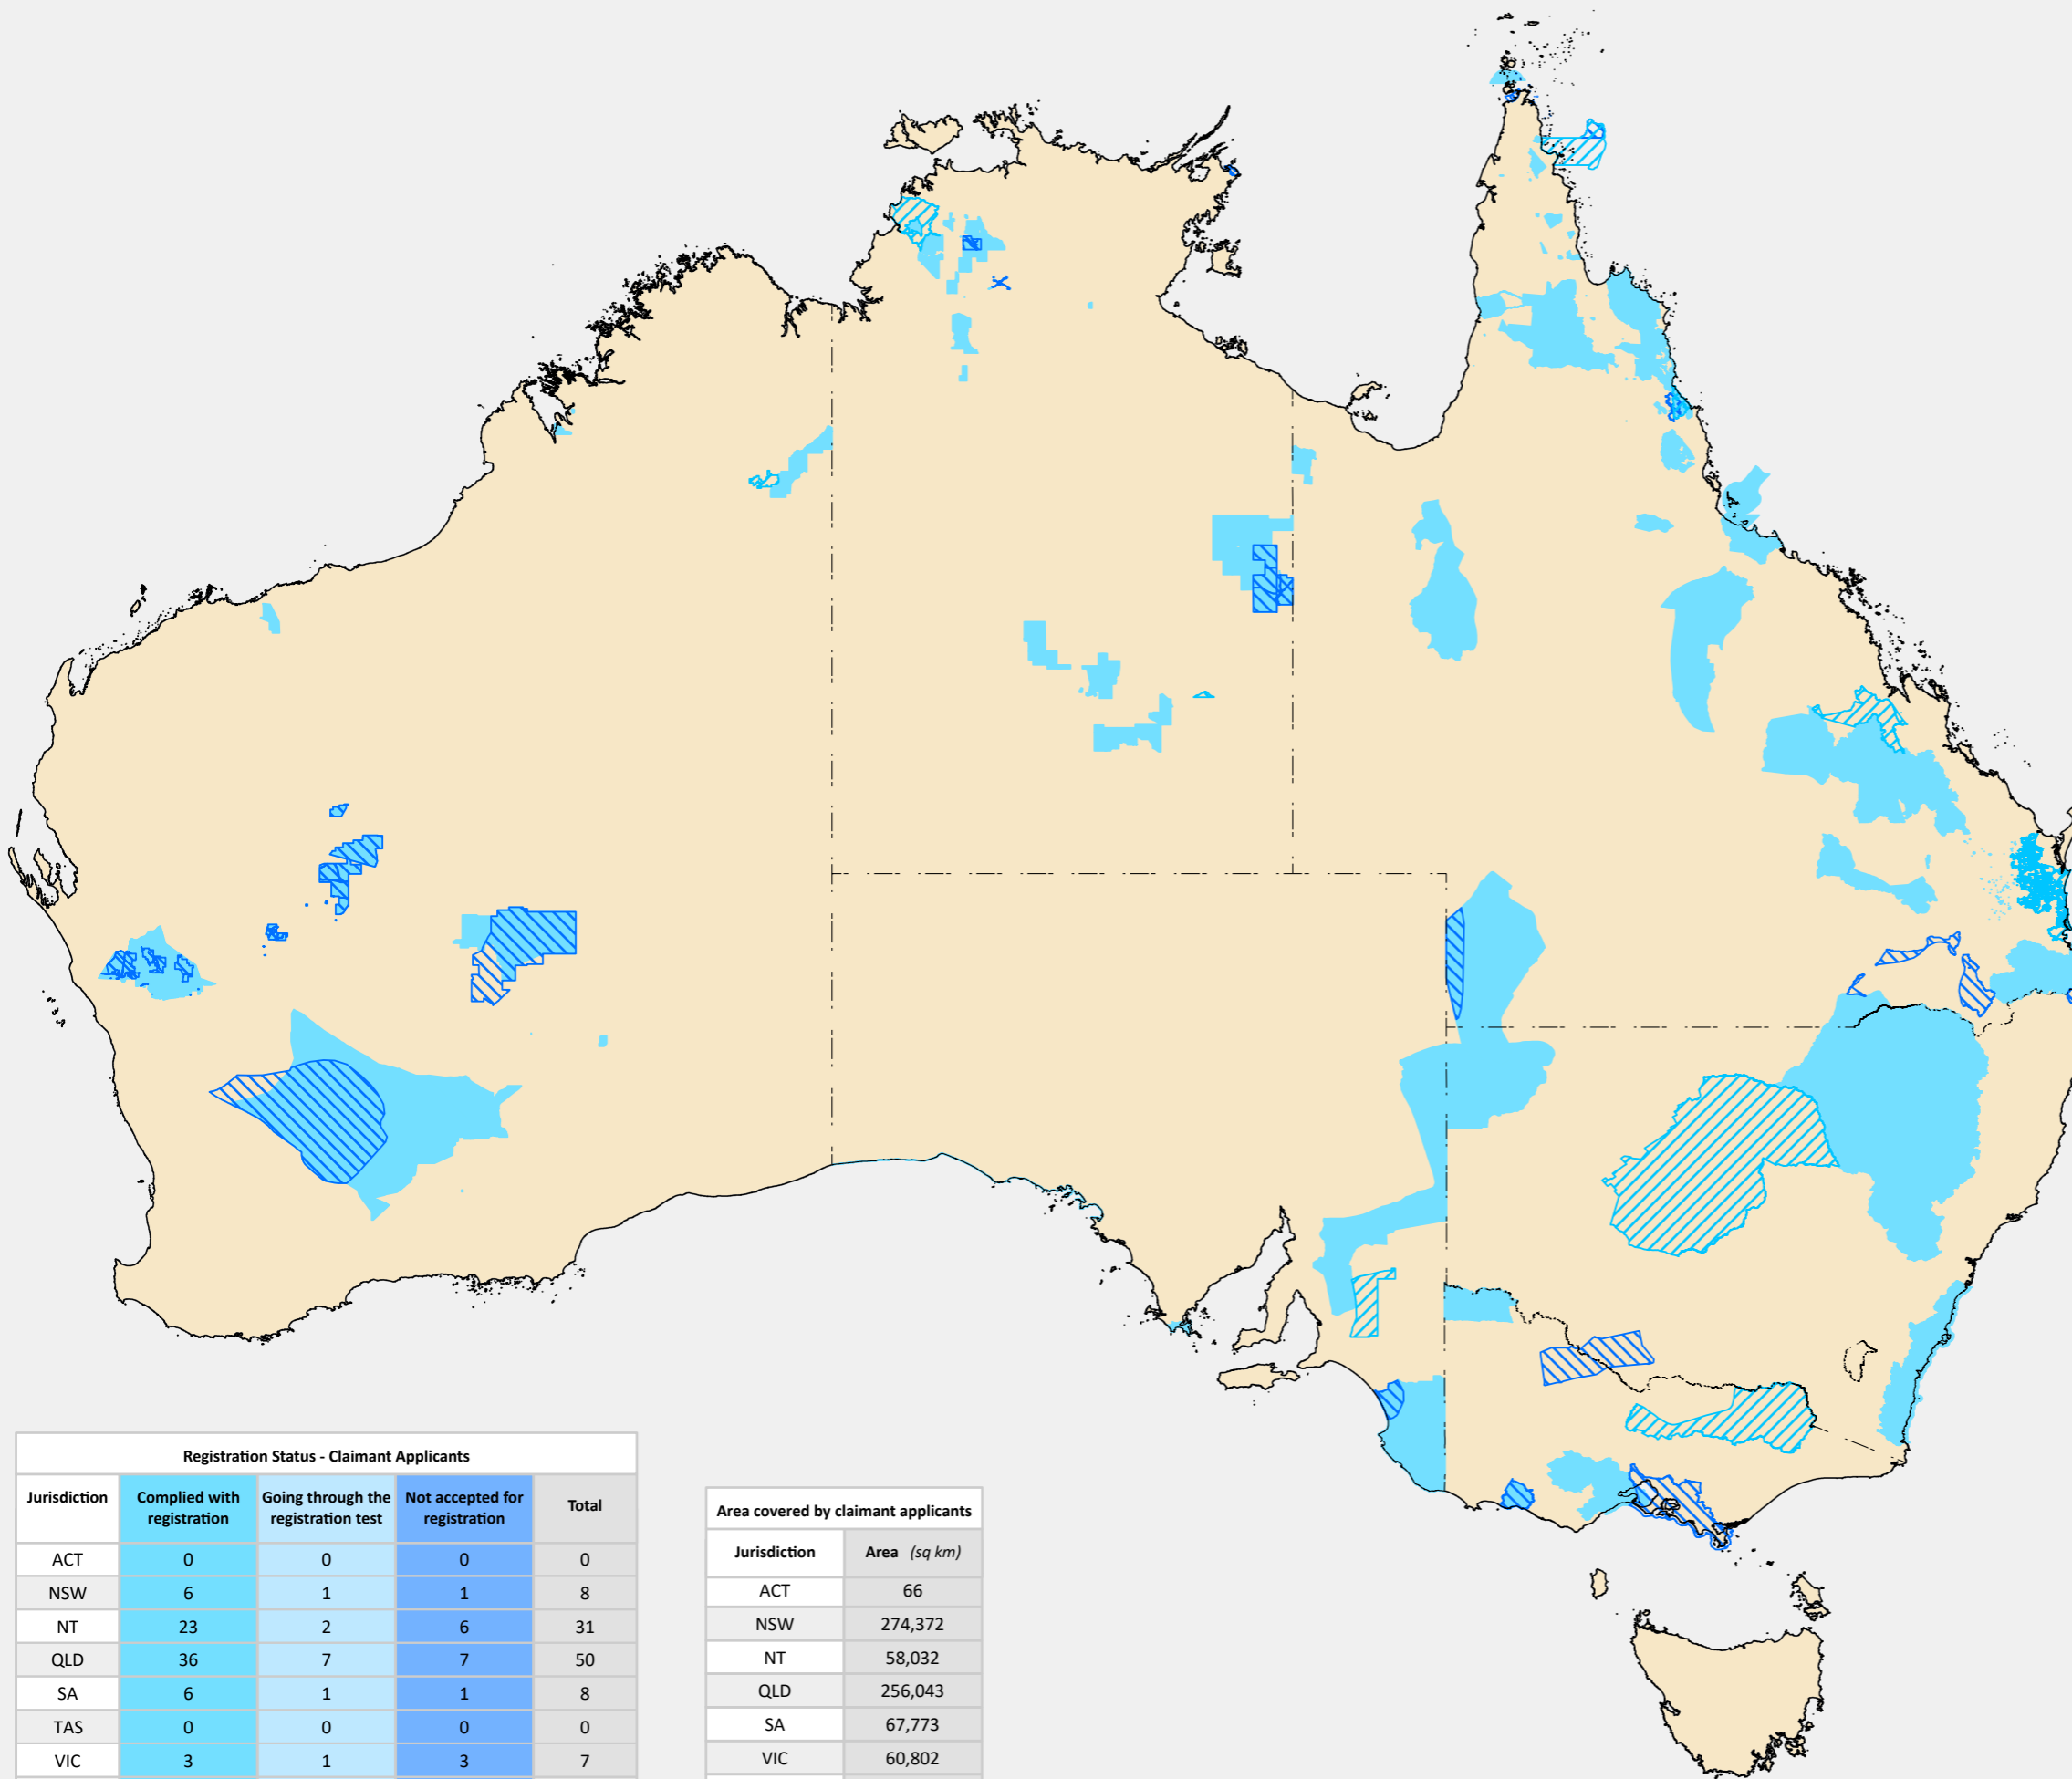 Registration Status - Claimant Applicants
Jurisdiction Complied with registration Going through the registration test Not accepted for registration Total
ACT 0 0 0 0
NSW 6 1 1 8
NT 23 2 6 31
QLD 36 7 7 50
SA 6 1 1 8
TAS 0 0 0 0
VIC 3 1 3 7
Area covered by claimant applicants
Jurisdiction Area (sq km)
ACT 66
NSW 274,372
NT 58,032
QLD 256,043
SA 67,773
VIC 60,802